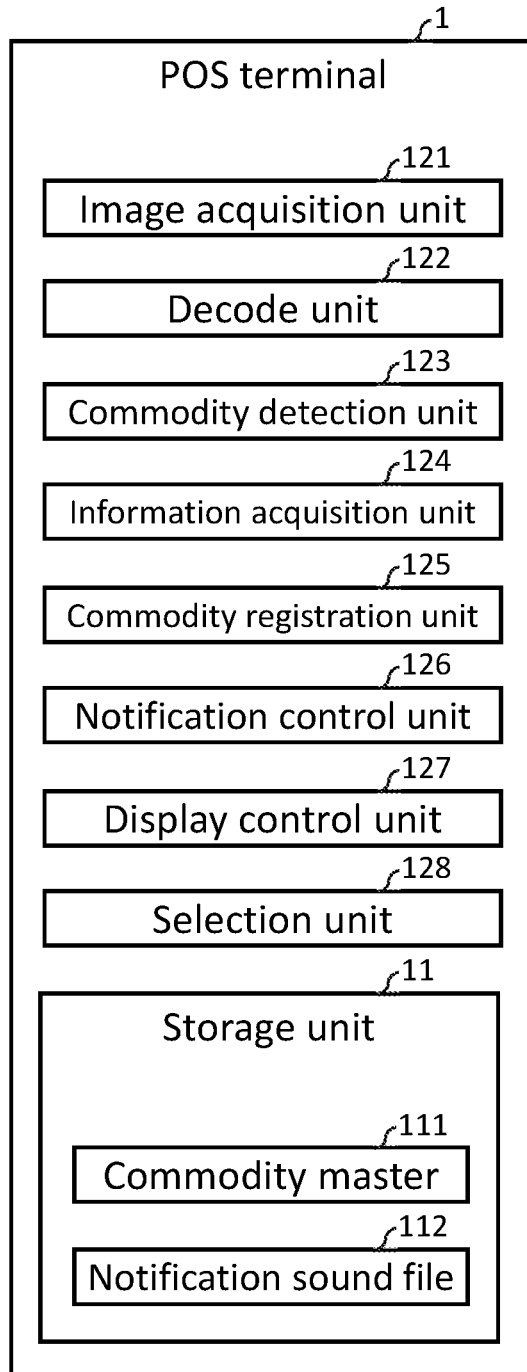 1
POS terminal
121
Image acquisition unit
122
Decode unit
123
Commodity detection unit
124
Information acquisition unit
125
Commodity registration unit
126
Notification control unit
127
Display control unit
128
Selection unit
11
Storage unit
111
Commodity master
112
Notification sound file